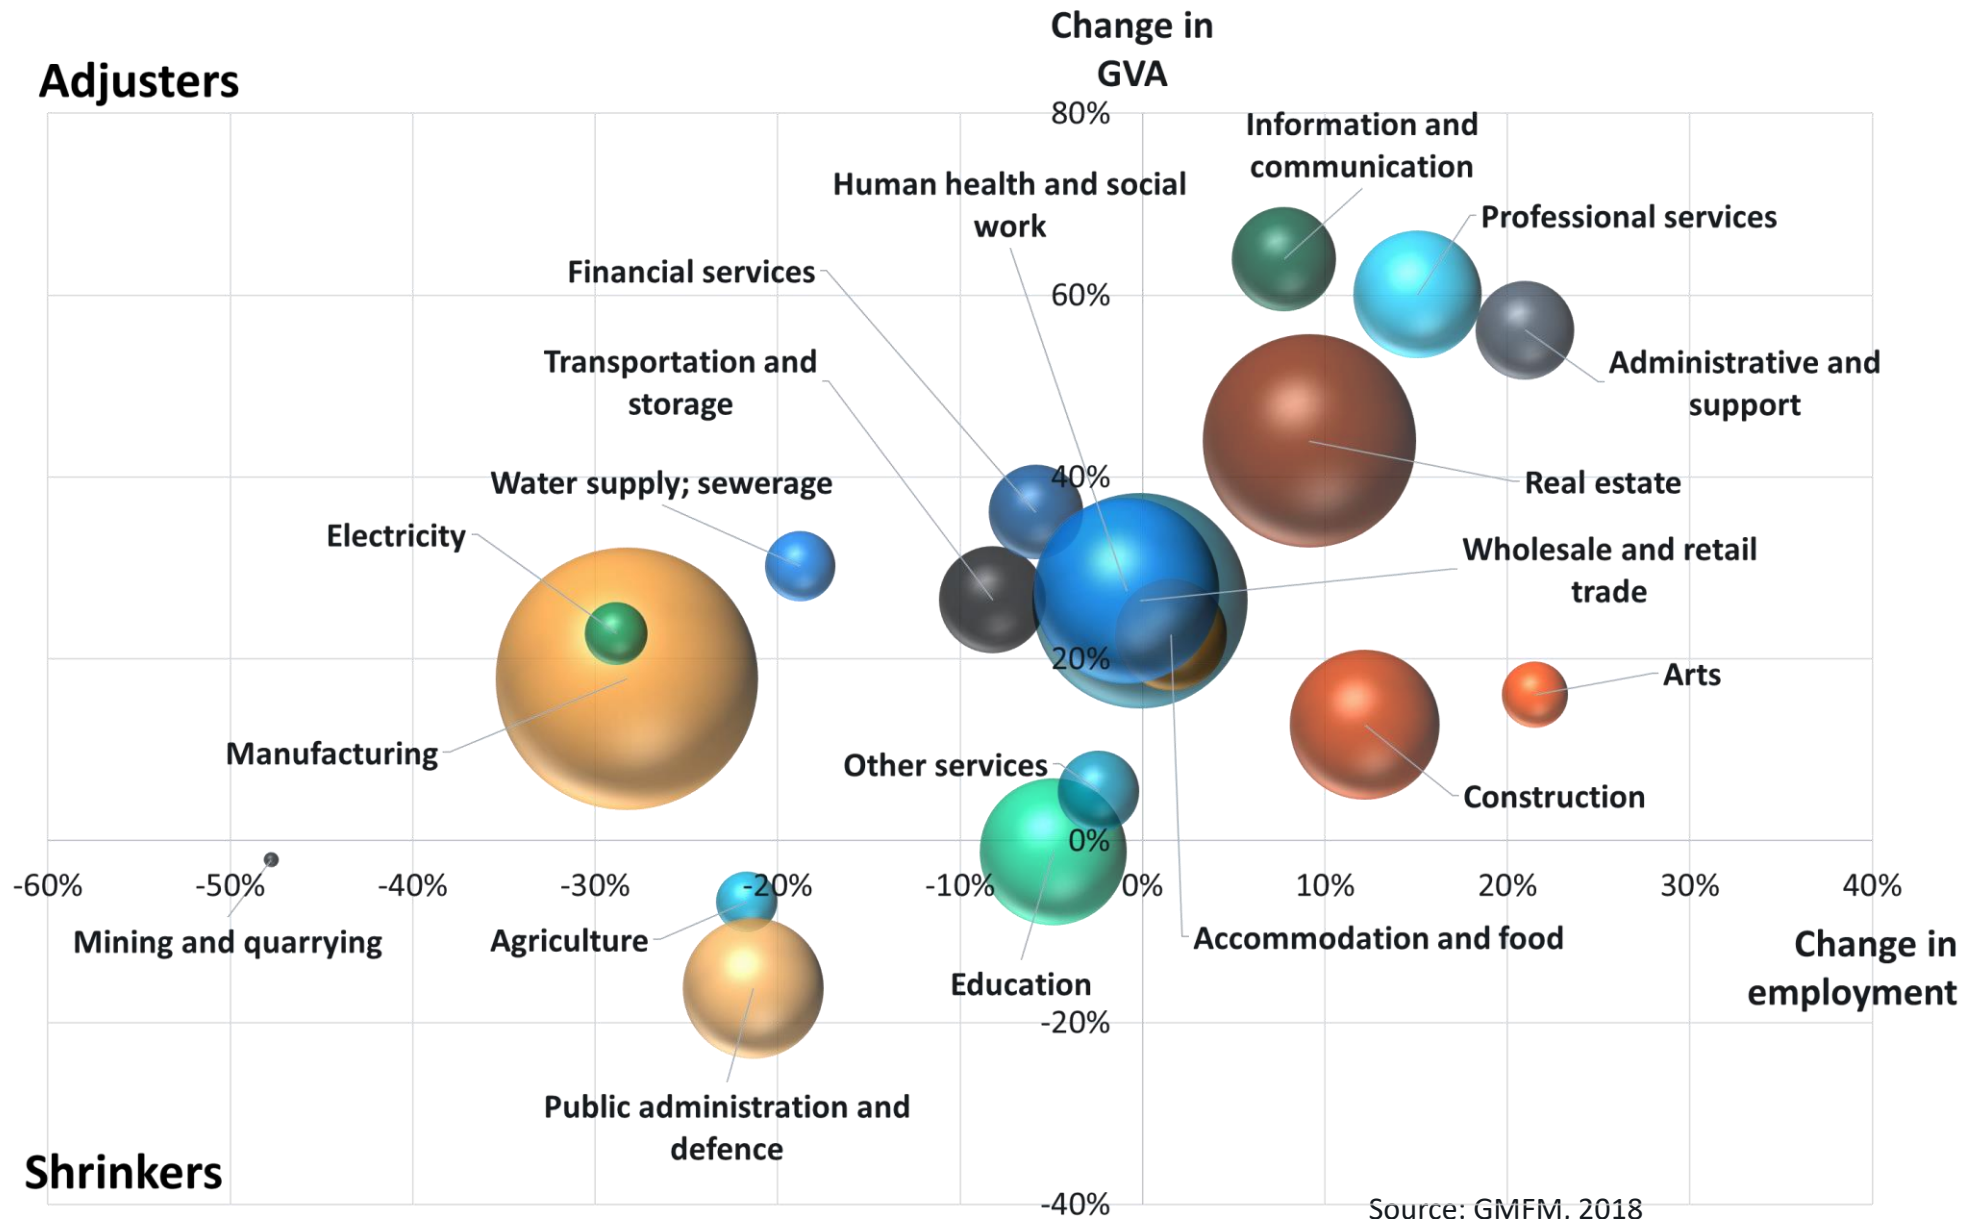 Change in
GVA
Adjusters
80%
Information and
communication
Human health and social
work
Professional services
Financial services
60%
Transportation and
storage
Administrative and
support
Water supply; sewerage
40%
Real estate
Electricity
Wholesale and retail
trade
20%
Arts
Manufacturing
Other services
Construction
0%
-60%
-50%
-40%
-30%
-20%
-10%
0%
10%
20%
30%
40%
Mining and quarrying
Agriculture
Accommodation and food
Change in
employment
Education
-20%
Public administration and
defence
Shrinkers
-40%
Source: GMFM, 2018